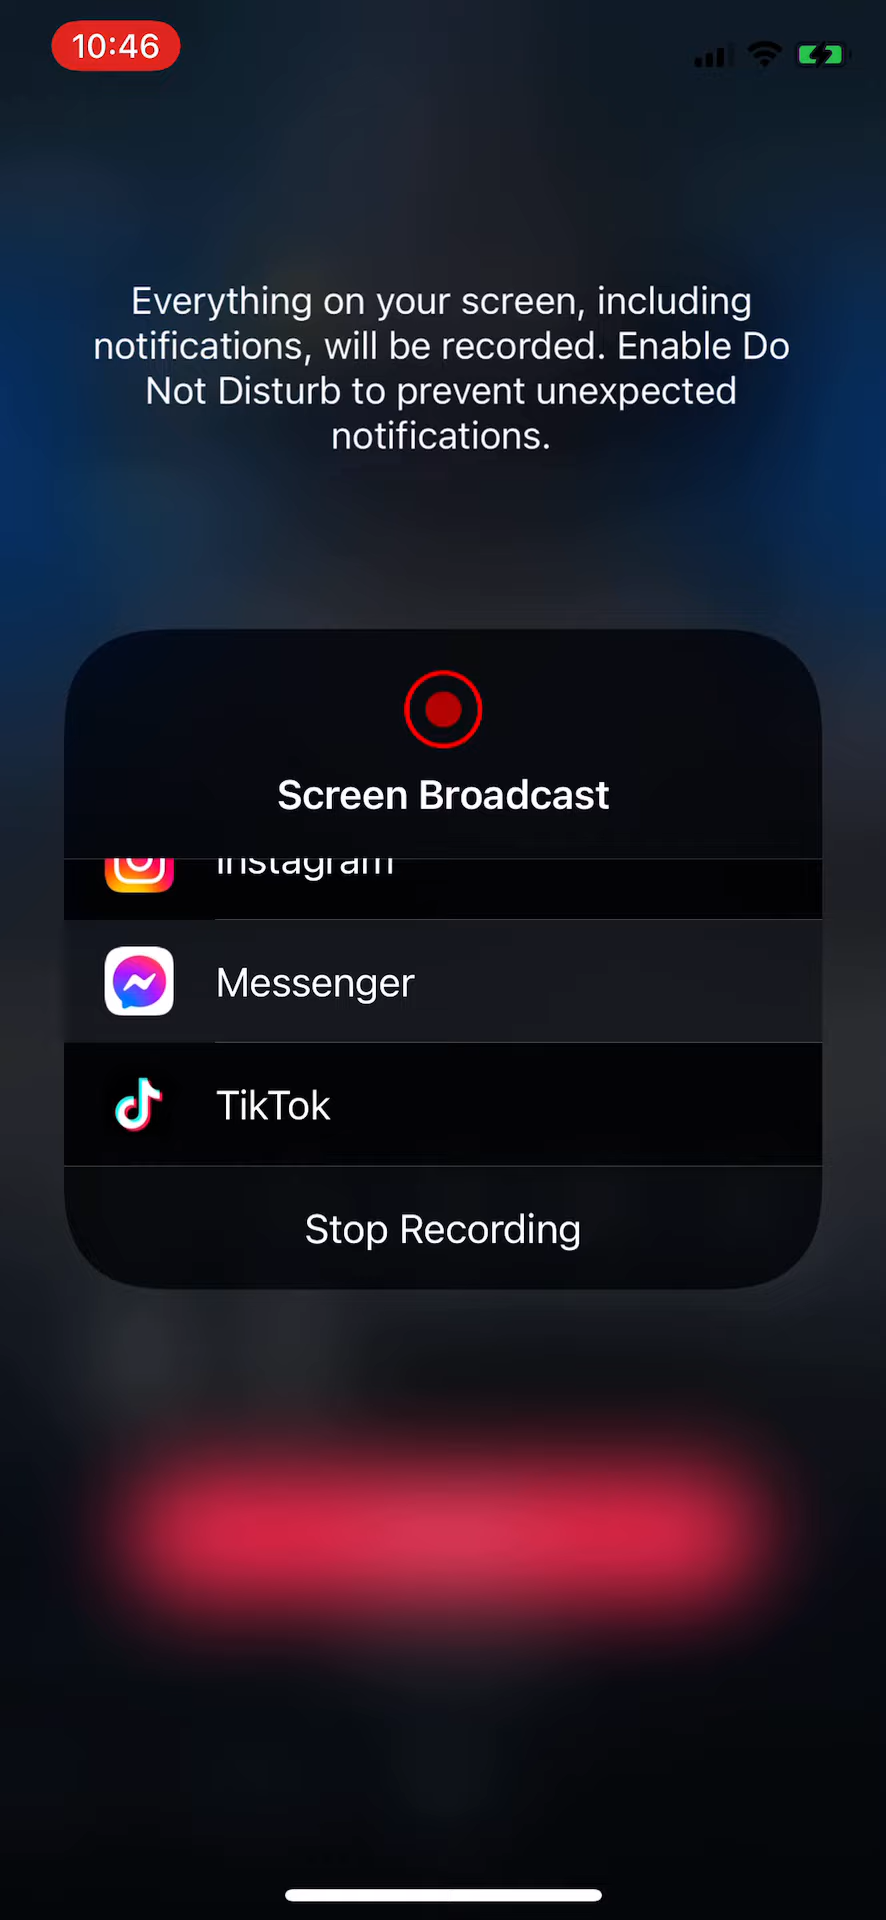 10:46
Everything on your screen, including
notifications, will be recorded. Enable Do
Not Disturb to prevent unexpected
notifications.
Screen Broadcast
Instagram
Messenger
TikTok
Stop Recording